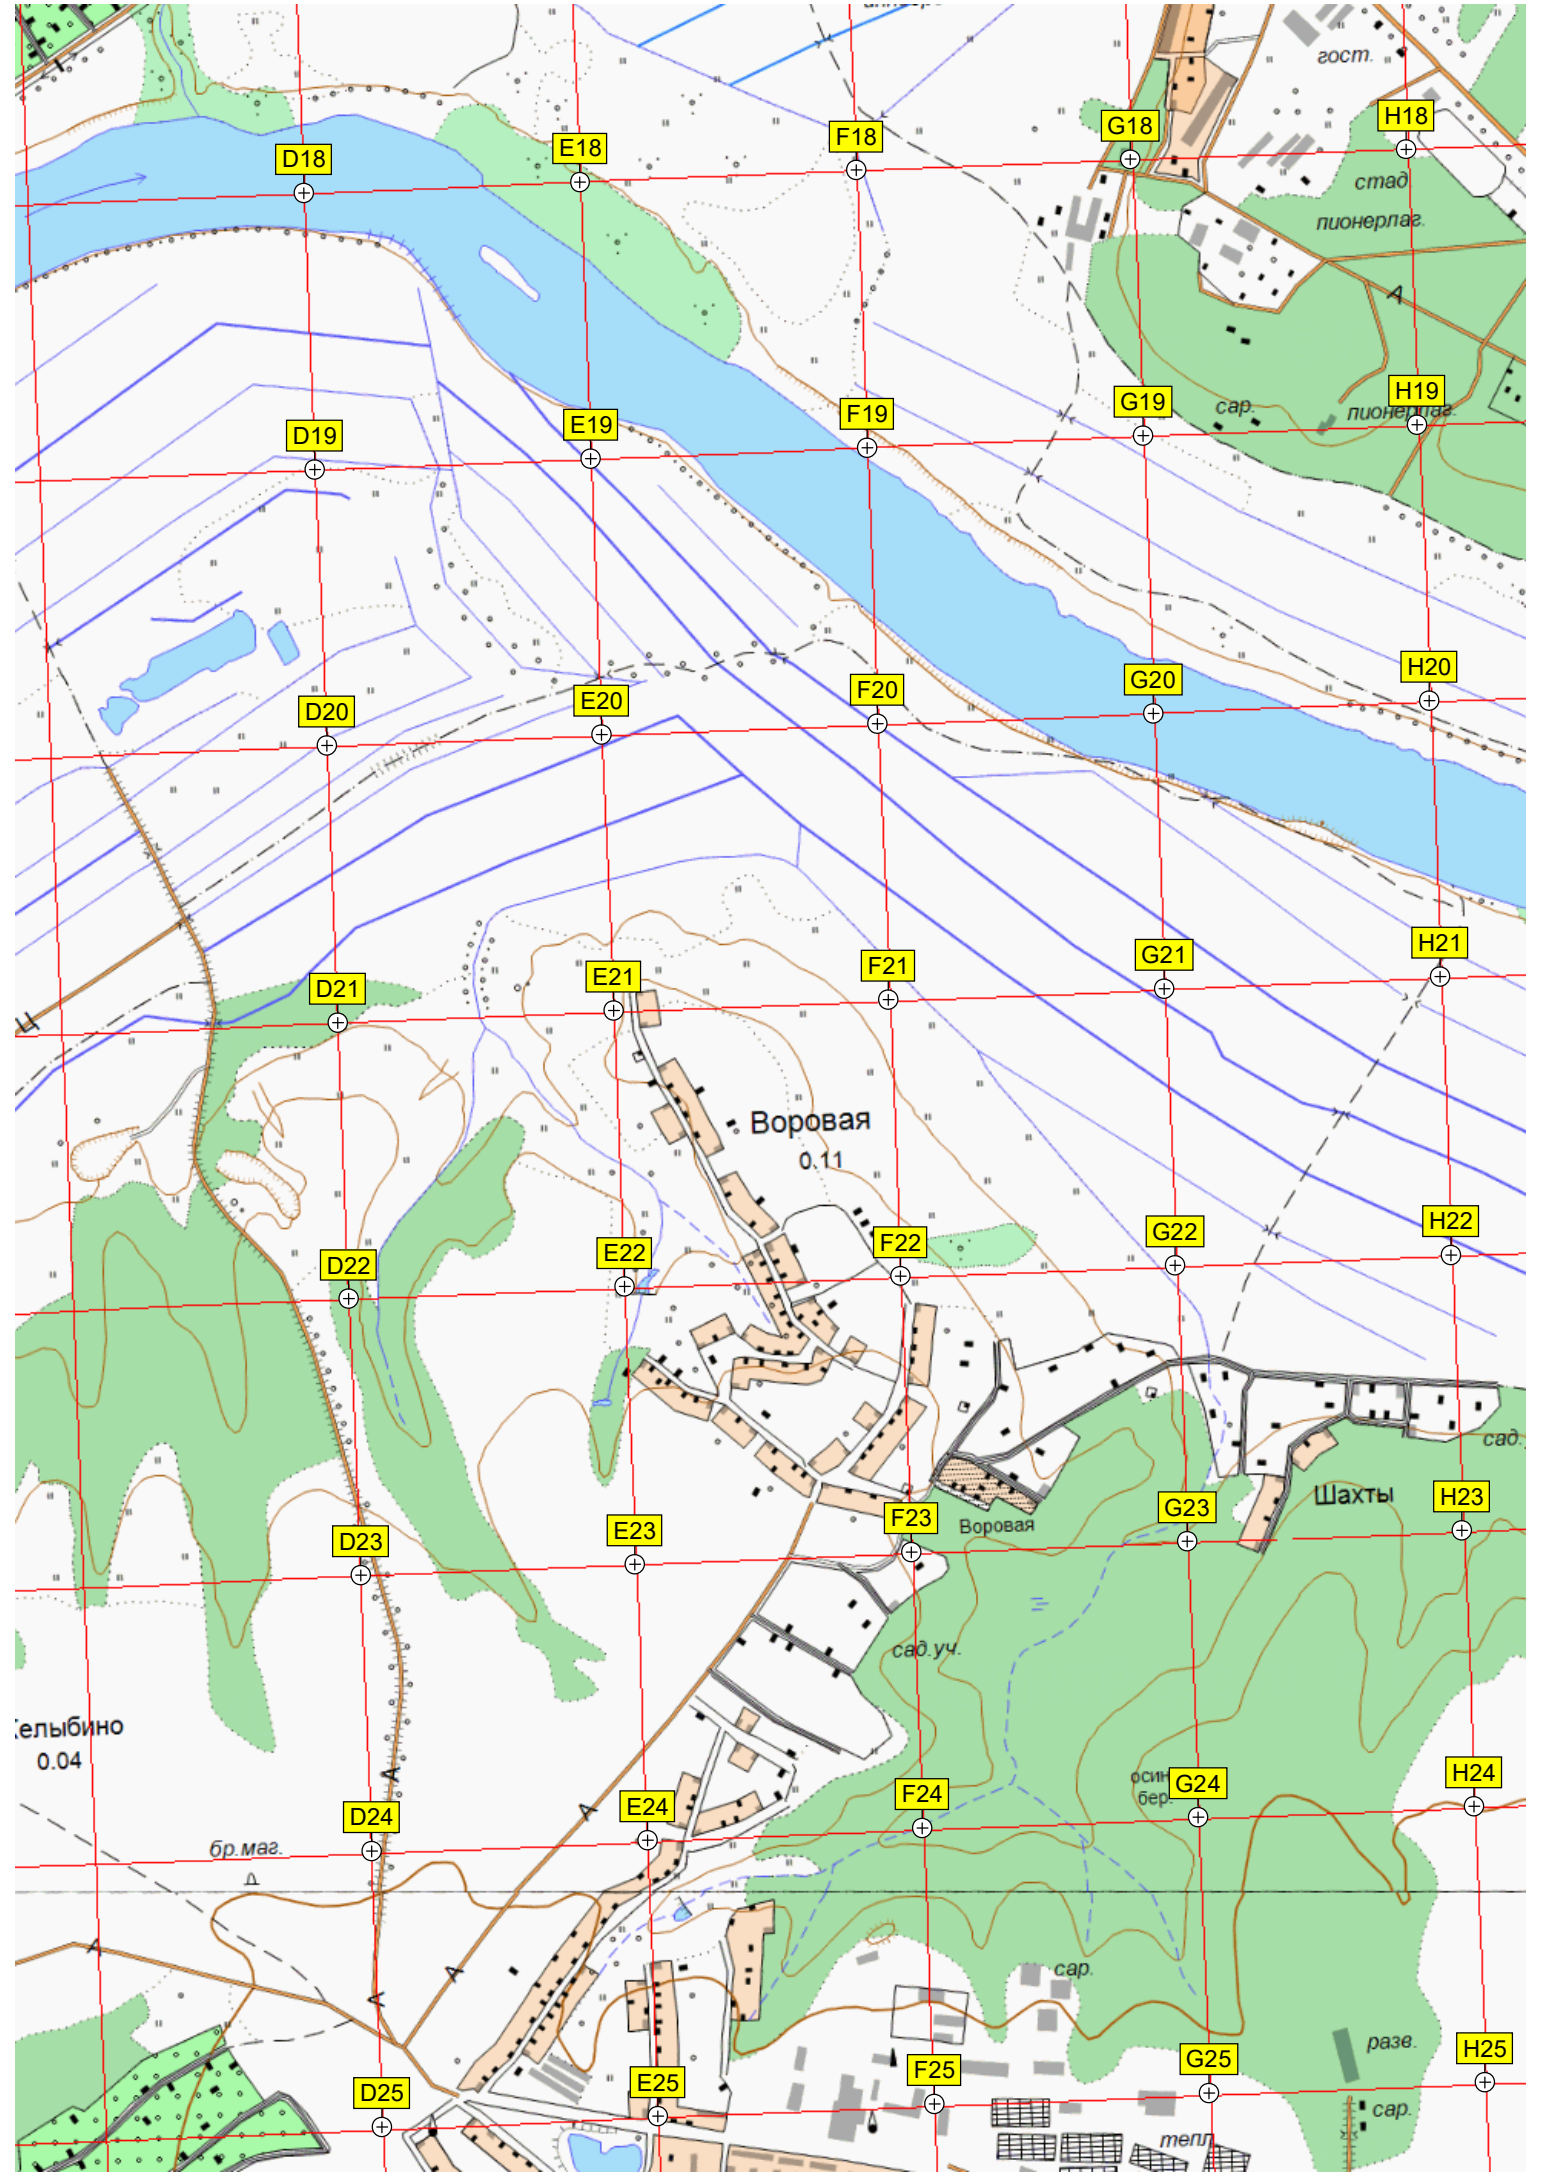 гост.
H18
G18
F18
E18
D18
стад
пионерлаг.
А
H19
G19
сар.
пионерлаг.
F19
E19
D19
H20
G20
F20
E20
D20
H21
G21
F21
E21
D21
Ц
Воровая
0.11
H22
G22
F22
E22
D22
сад.
Шахты
H23
G23
F23
Воровая
E23
D23
сад.уч.
0.04
А
осин
бер.
H24
G24
F24
E24
А
D24
бр.маг.
А
А
А
сар.
разв.
H25
G25
F25
E25
D25
сар.
тепл.